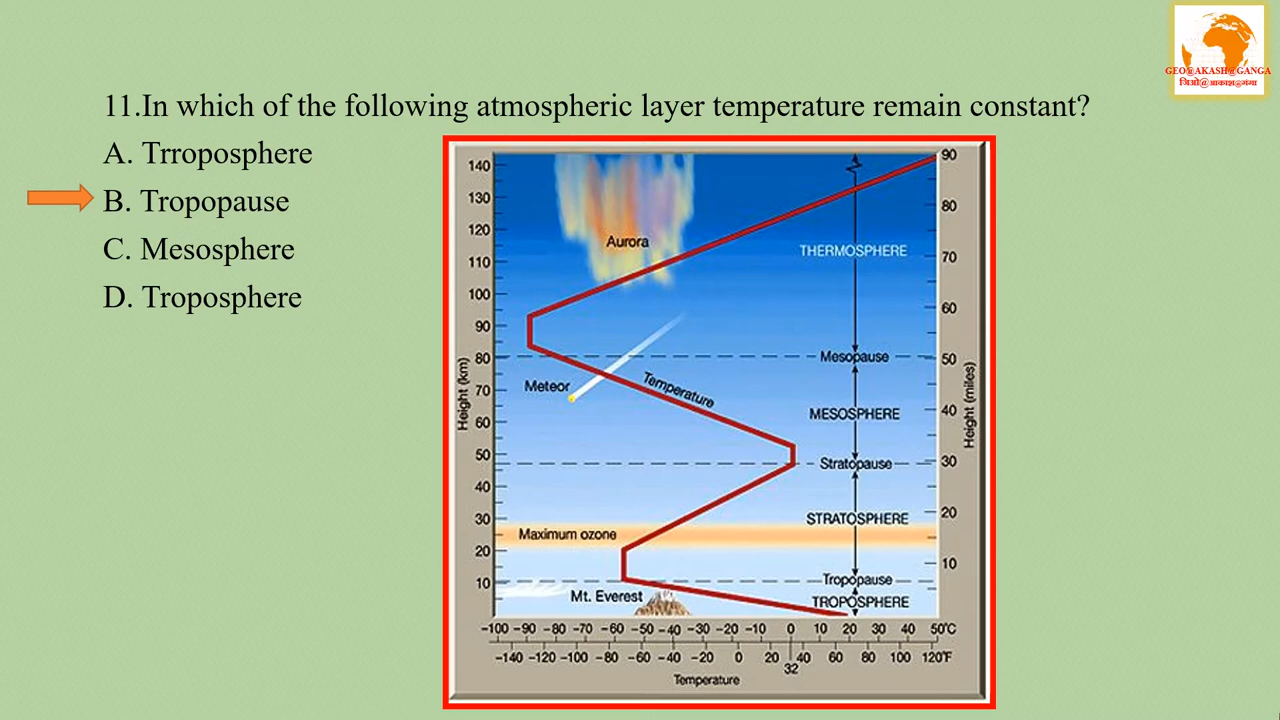 GEO@AKASH@GANGA
जिओ@आकाश@गंगा
11.In which of the following atmospheric layer temperature remain constant?
A. Trroposphere
B. Tropopause
C. Mesosphere
D. Troposphere
140
130
120
110
100
90
80
70
60
50
40
30
20
10
Height (km)
90
80
70
60
50
40
30
20
10
Height (miles)
Aurora
THERMOSPHERE
Mesopause
Meteor
Temperature
MESOSPHERE
Stratopause
STRATOSPHERE
Maximum ozone
Tropopause
Mt. Everest
TROPOSPHERE
-100 -90 -80 -70 -60 -50 -40 -30 -20 -10 0 10 20 30 40 50°C
-140 -120 -100 -80 -60 -40 -20 0 20 40 60 80 100 120°F
32
Temperature